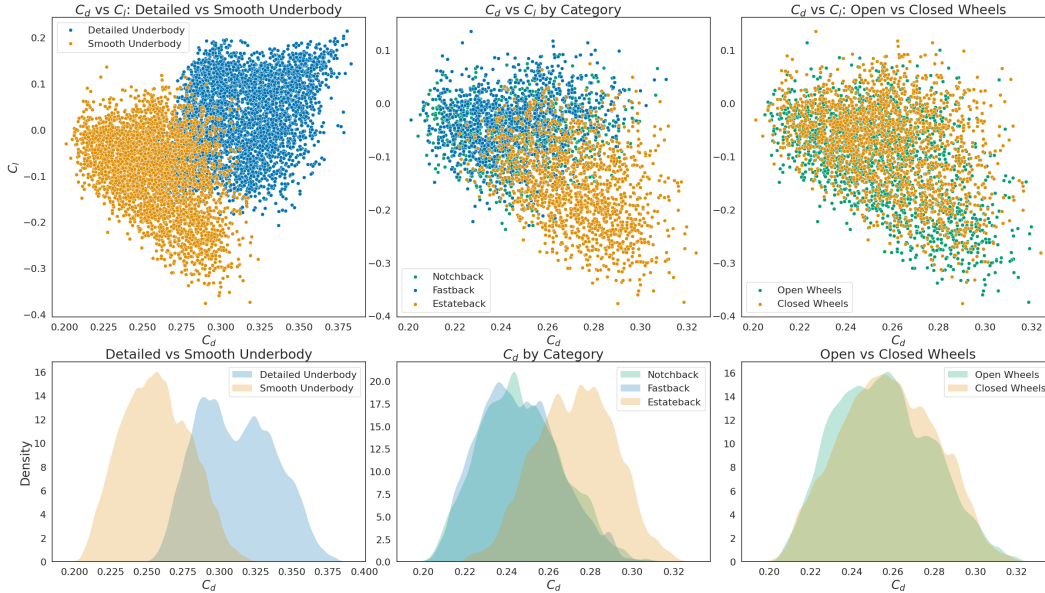 C_d vs C_l: Detailed vs Smooth Underbody
Detailed Underbody
Smooth Underbody
0.2
0.1
0.0
−0.1
−0.2
−0.3
−0.4
C_l
0.200 0.225 0.250 0.275 0.300 0.325 0.350 0.375
C_d
C_d vs C_l by Category
0.1
0.0
−0.1
−0.2
−0.3
−0.4
Notchback
Fastback
Estateback
0.20 0.22 0.24 0.26 0.28 0.30 0.32
C_d
C_d vs C_l: Open vs Closed Wheels
0.1
0.0
−0.1
−0.2
−0.3
−0.4
Open Wheels
Closed Wheels
0.20 0.22 0.24 0.26 0.28 0.30 0.32
C_d
Detailed vs Smooth Underbody
Detailed Underbody
Smooth Underbody
16
14
12
10
8
6
4
2
0
Density
0.200 0.225 0.250 0.275 0.300 0.325 0.350 0.375 0.400
C_d
C_d by Category
Notchback
Fastback
Estateback
20.0
17.5
15.0
12.5
10.0
7.5
5.0
2.5
0.0
0.20 0.22 0.24 0.26 0.28 0.30 0.32
C_d
Open vs Closed Wheels
Open Wheels
Closed Wheels
16
14
12
10
8
6
4
2
0
0.20 0.22 0.24 0.26 0.28 0.30 0.32
C_d